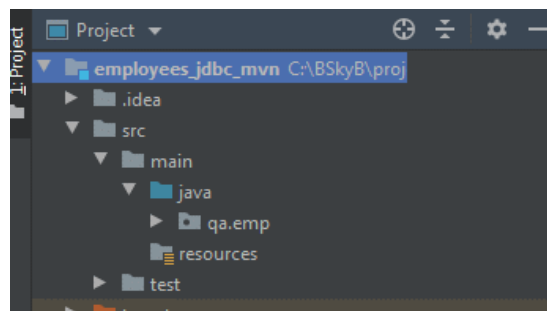 1: Project
Project
employees_jdbc_mvn C:\BSkyB\proj
.idea
src
main
java
qa.emp
resources
test